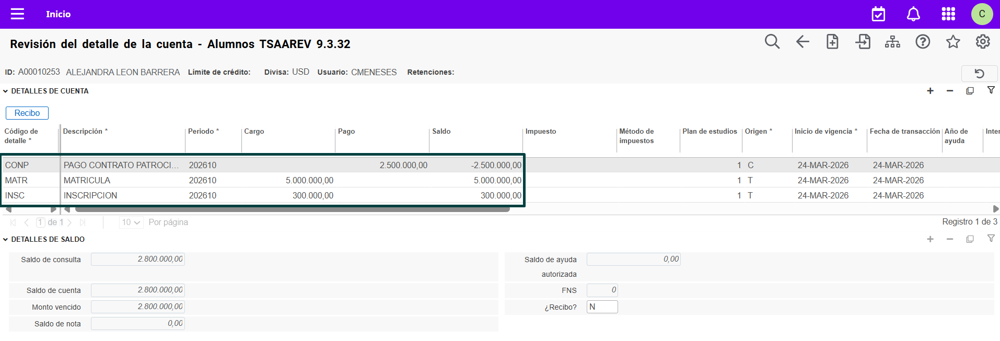 Inicio
C
Revisión del detalle de la cuenta - Alumnos TSAAREV 9.3.32
ID: A00010253 ALEJANDRA LEON BARRERA Límite de crédito: Divisa: USD Usuario: CMENESES Retenciones:
DETALLES DE CUENTA
Recibo
Código de detalle * Descripción * Periodo * Cargo Pago Saldo Impuesto Método de impuestos Plan de estudios Origen * Inicio de vigencia * Fecha de transacción Año de ayuda Inter
CONP PAGO CONTRATO PATROCI... 202610 2.500.000,00 -2.500.000,00 1 C 24-MAR-2026 24-MAR-2026
MATR MATRICULA 202610 5.000.000,00 5.000.000,00 1 T 24-MAR-2026 24-MAR-2026
INSC INSCRIPCION 202610 300.000,00 300.000,00 1 T 24-MAR-2026 24-MAR-2026
1 de 1 10 Por página Registro 1 de 3
DETALLES DE SALDO
Saldo de consulta 2.800.000,00 Saldo de ayuda autorizada 0,00
Saldo de cuenta 2.800.000,00 FNS 0
Monto vencido 2.800.000,00 ¿Recibo? N
Saldo de nota 0,00